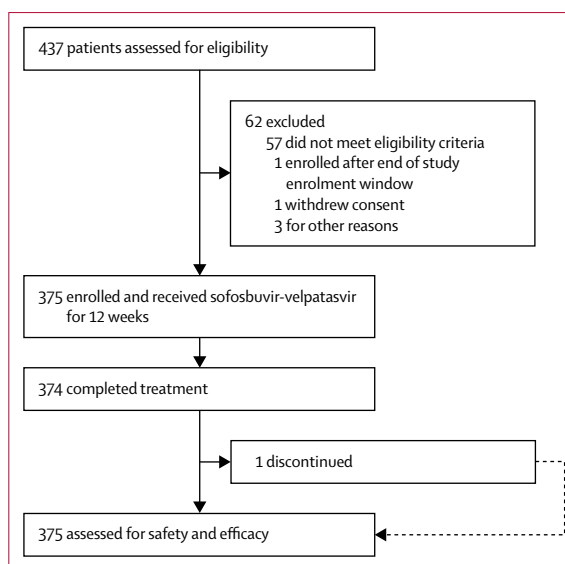 437 patients assessed for eligibility
62 excluded
57 did not meet eligibility criteria
1 enrolled after end of study
enrolment window
1 withdrew consent
3 for other reasons
375 enrolled and received sofosbuvir-velpatasvir
for 12 weeks
374 completed treatment
1 discontinued
375 assessed for safety and efficacy